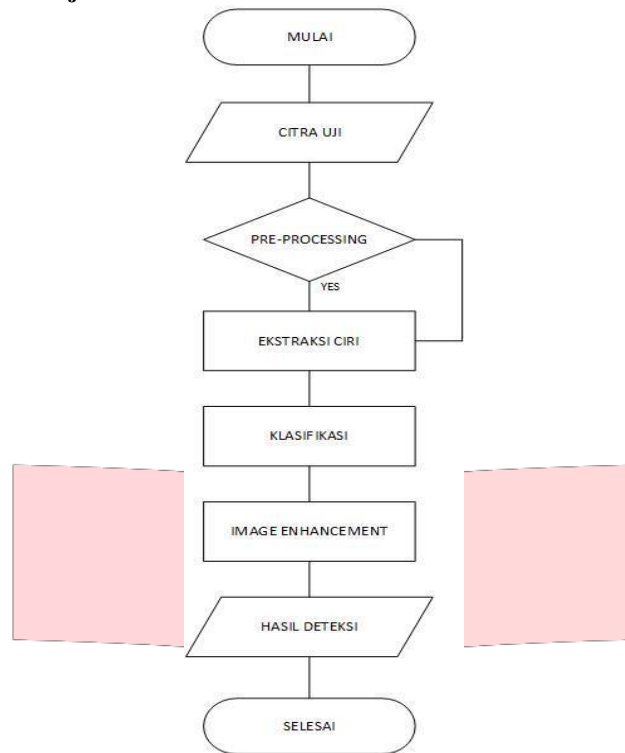 MULAI
CITRA UJI
PRE-PROCESSING
YES
EKSTRAKSI CIRI
KLASIFIKASI
IMAGE ENHANCEMENT
HASIL DETEKSI
SELESAI